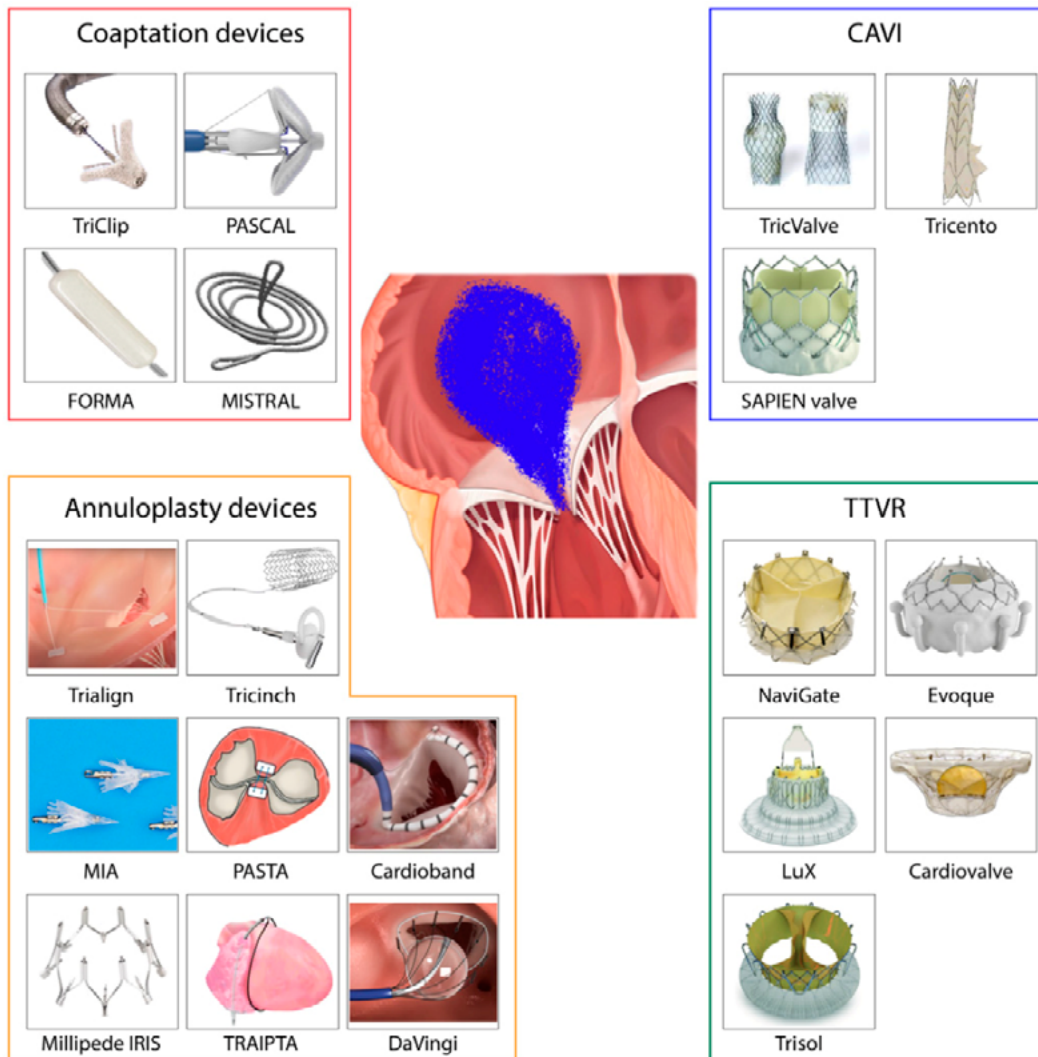 Coaptation devices
TriClip
PASCAL
FORMA
MISTRAL
CAVI
TricValve
Tricento
SAPIEN valve
Annuloplasty devices
Trialign
Tricinch
MIA
PASTA
Cardioband
Millipede IRIS
TRAIPTA
DaVingi
TTVR
NaviGate
Evoque
LuX
Cardiovalve
Trisol